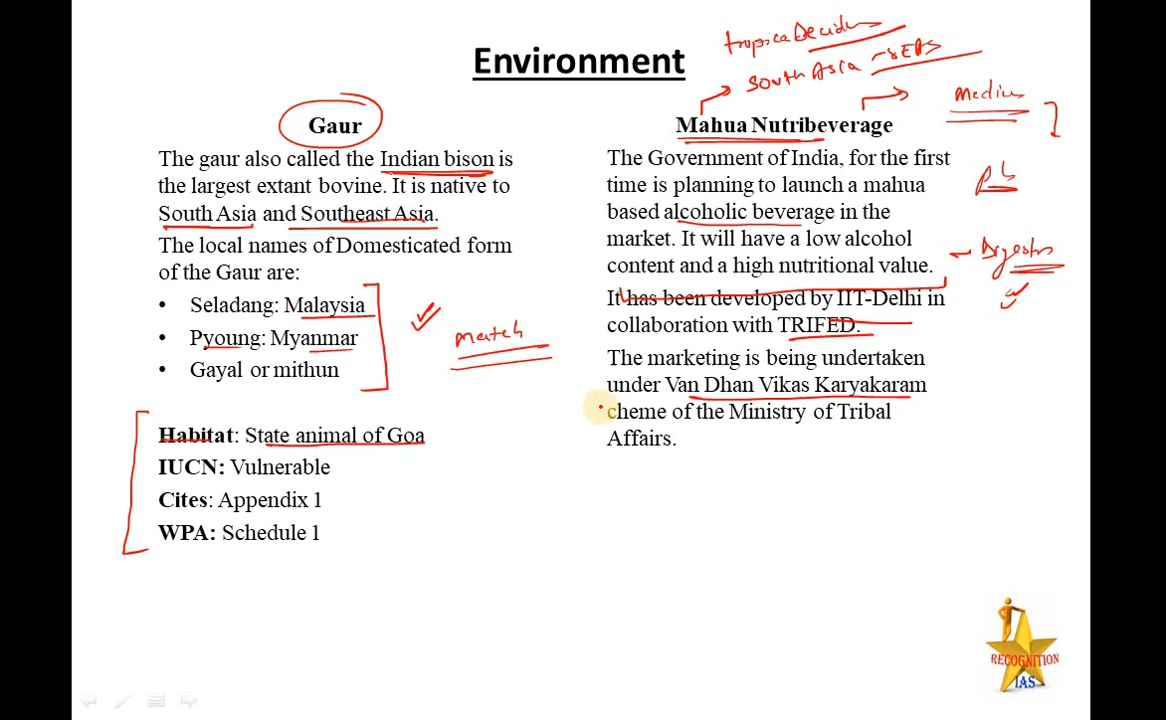 Environment
Gaur
The gaur also called the Indian bison is
the largest extant bovine. It is native to
South Asia and Southeast Asia.
The local names of Domesticated form
of the Gaur are:
• Seladang: Malaysia
• Pyoung: Myanmar
• Gayal or mithun
match
Habitat: State animal of Goa
IUCN: Vulnerable
Cites: Appendix 1
WPA: Schedule 1
South Asia
Mahua Nutribeverage
The Government of India, for the first
time is planning to launch a mahua
based alcoholic beverage in the
market. It will have a low alcohol
content and a high nutritional value.
It has been developed by IIT-Delhi in
collaboration with TRIFED.
The marketing is being undertaken
under Van Dhan Vikas Karyakaram
cheme of the Ministry of Tribal
Affairs.
RECOGNITION
IAS